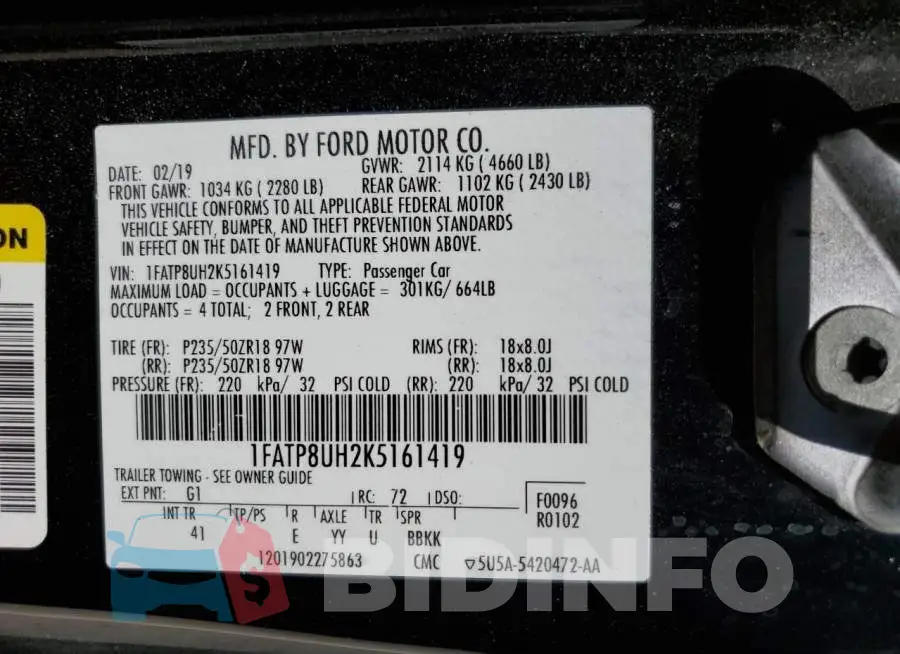 MFD. BY FORD MOTOR CO.
DATE: 02/19 GVWR: 2114 KG ( 4660 LB)
FRONT GAWR: 1034 KG ( 2280 LB) REAR GAWR: 1102 KG ( 2430 LB)
THIS VEHICLE CONFORMS TO ALL APPLICABLE FEDERAL MOTOR
VEHICLE SAFETY, BUMPER, AND THEFT PREVENTION STANDARDS
IN EFFECT ON THE DATE OF MANUFACTURE SHOWN ABOVE.
VIN: 1FATP8UH2K5161419 TYPE: Passenger Car
MAXIMUM LOAD = OCCUPANTS + LUGGAGE = 301KG/ 664LB
OCCUPANTS = 4 TOTAL; 2 FRONT, 2 REAR
TIRE (FR): P235/50ZR18 97W RIMS (FR): 18x8.0J
(RR): P235/50ZR18 97W (RR): 18x8.0J
PRESSURE (FR): 220 kPa/ 32 PSI COLD (RR): 220 kPa/ 32 PSI COLD
1FATP8UH2K5161419
TRAILER TOWING - SEE OWNER GUIDE
EXT PNT: G1 RC: 72 DSO: F0096
INT TR TP/PS R AXLE TR SPR R0102
41 E YY U BBKK
1201902275863 CMC 5U5A-5420472-AA
ON
BIDINFO